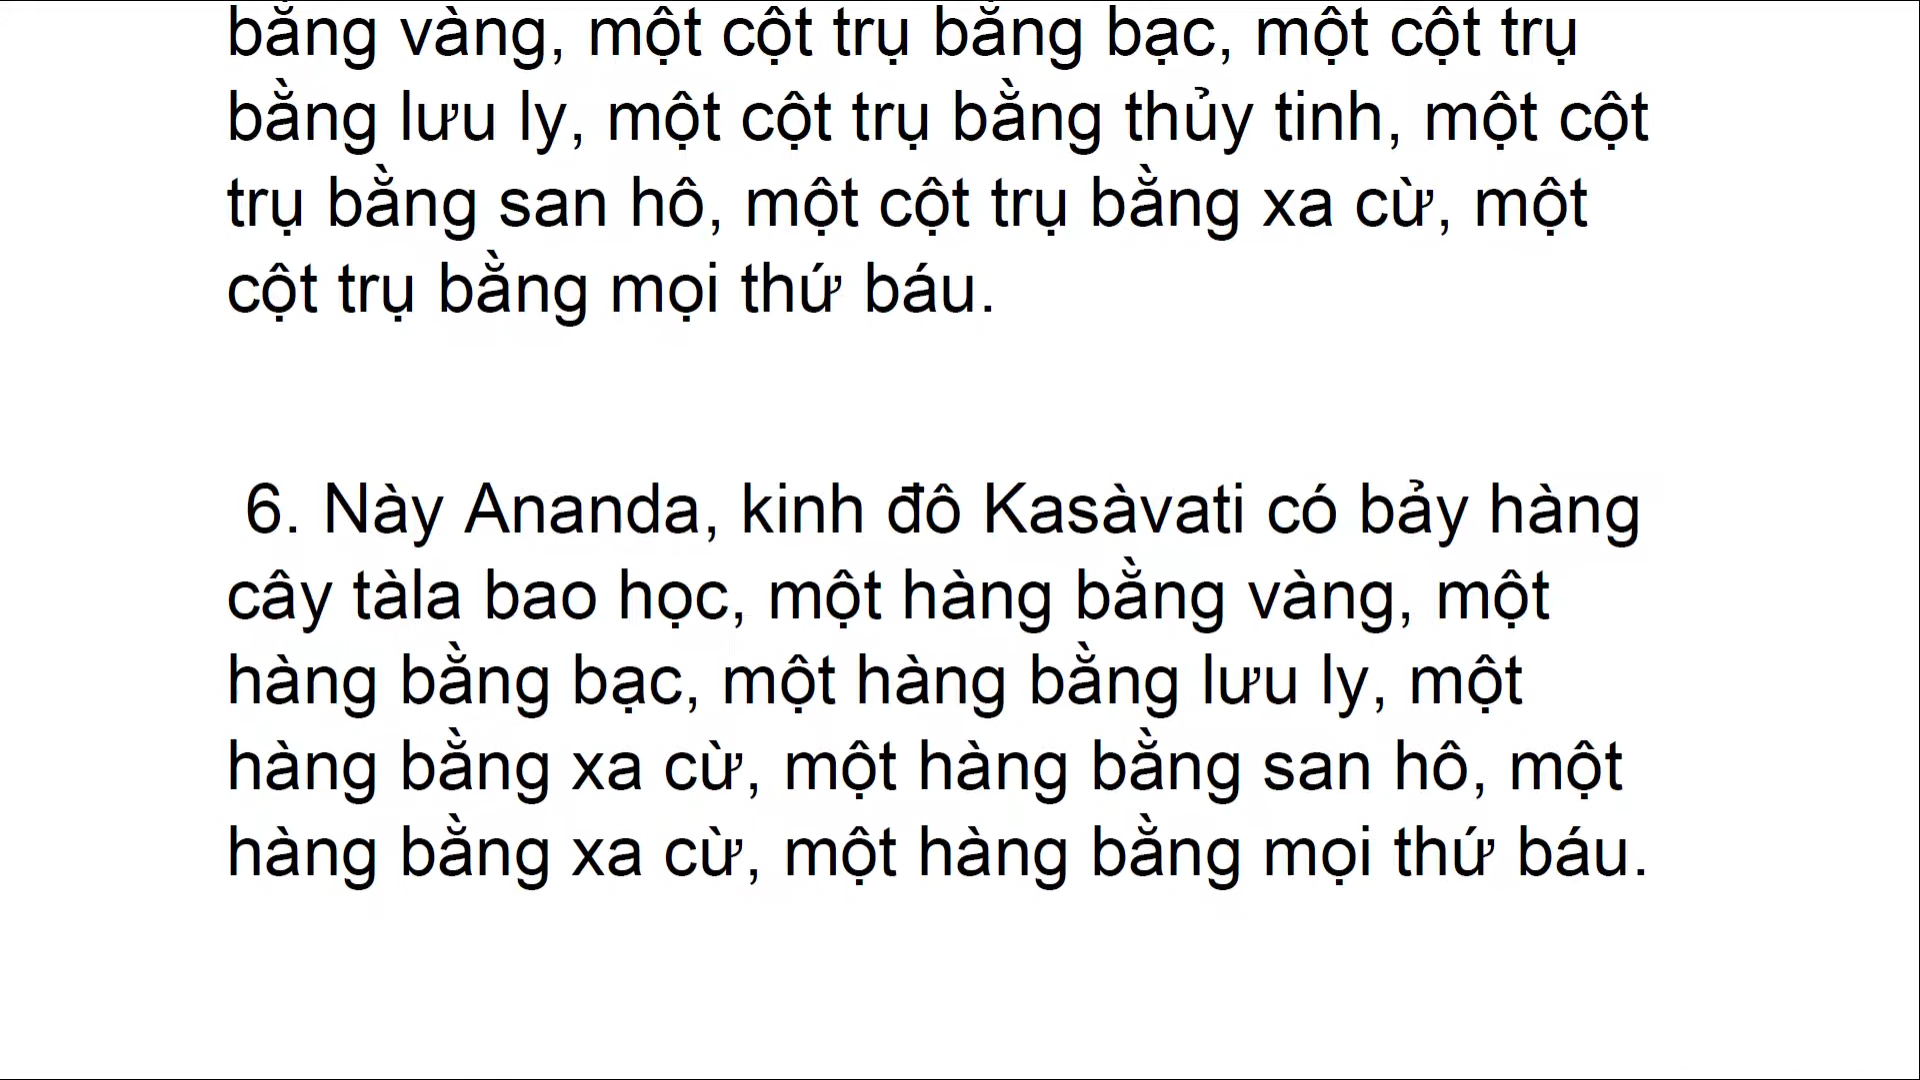 bằng vàng, một cột trụ bằng bạc, một cột trụ
bằng lưu ly, một cột trụ bằng thủy tinh, một cột
trụ bằng san hô, một cột trụ bằng xa cừ, một
cột trụ bằng mọi thứ báu.
6. Này Ananda, kinh đô Kasàvati có bảy hàng
cây tàla bao học, một hàng bằng vàng, một
hàng bằng bạc, một hàng bằng lưu ly, một
hàng bằng xa cừ, một hàng bằng san hô, một
hàng bằng xa cừ, một hàng bằng mọi thứ báu.